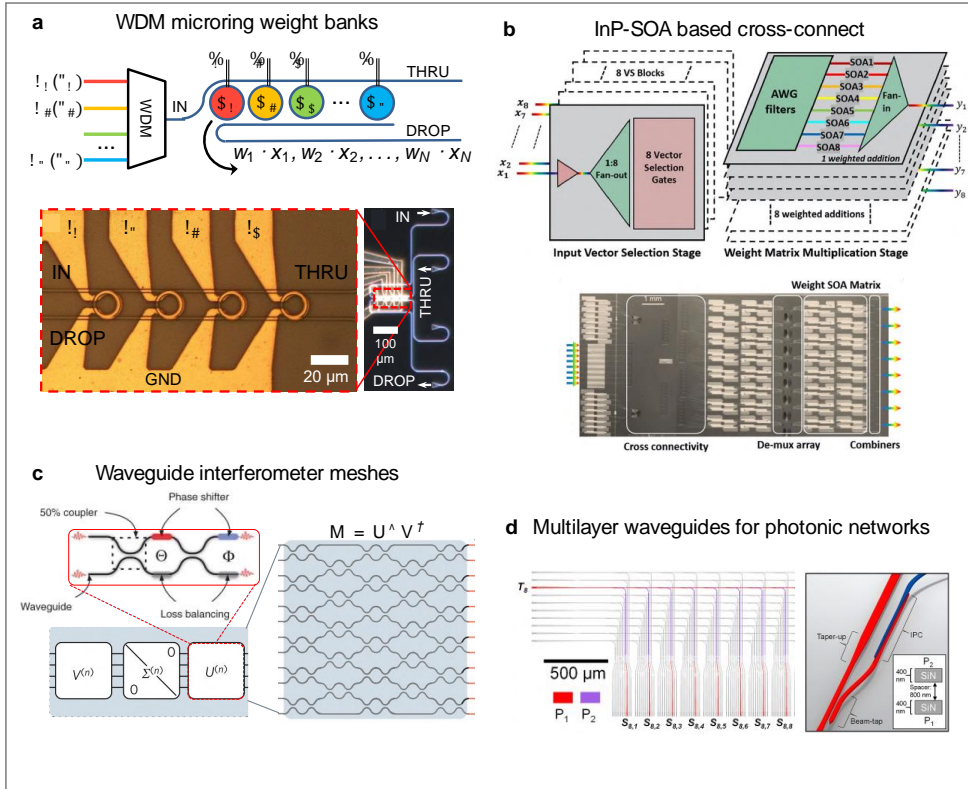 a
WDM microring weight banks
%! %# %$ %"
!₁("₁)
!#("#)
...
!"("")
WDM
IN
$! $# $$ ... $"
THRU
DROP
w₁ · x₁, w₂ · x₂, . . . , w_N · x_N
!! !" !# !$
IN
THRU
DROP
GND
20 µm
IN
THRU
100
µm
DROP
b
InP-SOA based cross-connect
8 VS Blocks
x₈
x₇
x₂
x₁
1:8
Fan-out
8 Vector
Selection
Gates
Input Vector Selection Stage
AWG
filters
SOA1
SOA2
SOA3
SOA4
SOA5
SOA6
SOA7
SOA8
Fan-
in
1 weighted addition
y₁
y₂
y₇
y₈
8 weighted additions
Weight Matrix Multiplication Stage
Weight SOA Matrix
1 mm
Cross connectivity
De-mux array
Combiners
c
Waveguide interferometer meshes
Phase shifter
50% coupler
Θ
Φ
Waveguide
Loss balancing
V⁽ⁿ⁾
0
Σ⁽ⁿ⁾
0
U⁽ⁿ⁾
M = U ^ V †
d
Multilayer waveguides for photonic networks
T₈
500 µm
P₁
P₂
S₈,₁ S₈,₂ S₈,₃ S₈,₄ S₈,₅ S₈,₆ S₈,₇ S₈,₈
Taper-up
IPC
Beam-tap
P₂
400
nm
SiN
Spacer:
800 nm
400
nm
SiN
P₁